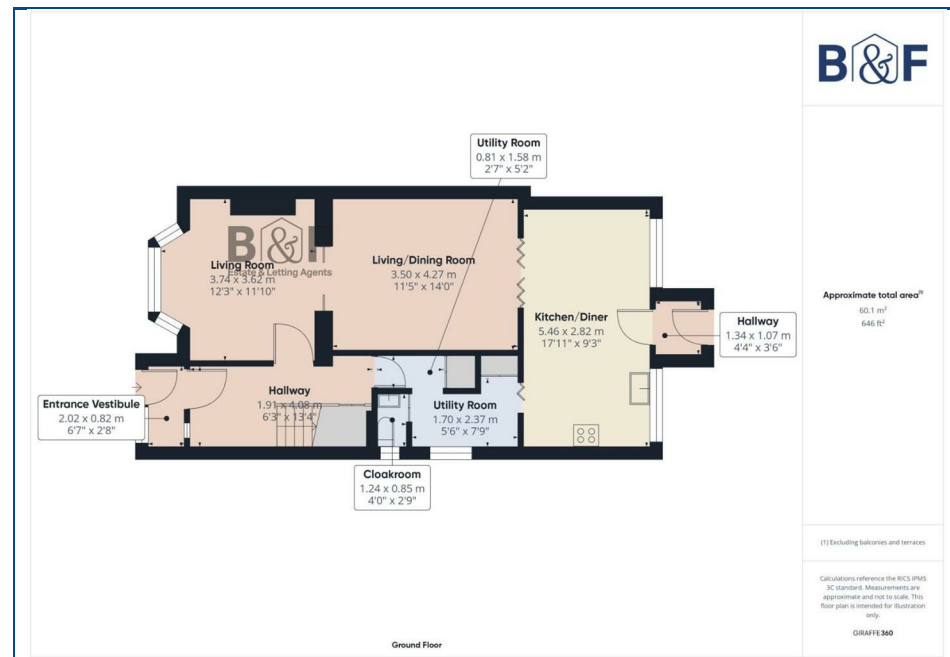 B&F
Utility Room
0.81 x 1.58 m
2'7" x 5'2"
B&F
Estate & Letting Agents
Living Room
3.74 x 3.62 m
12'3" x 11'10"
Living/Dining Room
3.50 x 4.27 m
11'5" x 14'0"
Kitchen/Diner
5.46 x 2.82 m
17'11" x 9'3"
Hallway
1.34 x 1.07 m
4'4" x 3'6"
Entrance Vestibule
2.02 x 0.82 m
6'7" x 2'8"
Hallway
1.91 x 4.08 m
6'3" x 13'4"
Utility Room
1.70 x 2.37 m
5'6" x 7'9"
Cloakroom
1.24 x 0.85 m
4'0" x 2'9"
Ground Floor
Approximate total area(1)
60.1 m²
646 ft²
(1) Excluding balconies and terraces
Calculations reference the RICS IPMS
3C standard. Measurements are
approximate and not to scale. This
floor plan is intended for illustration
only.
GIRAFFE360